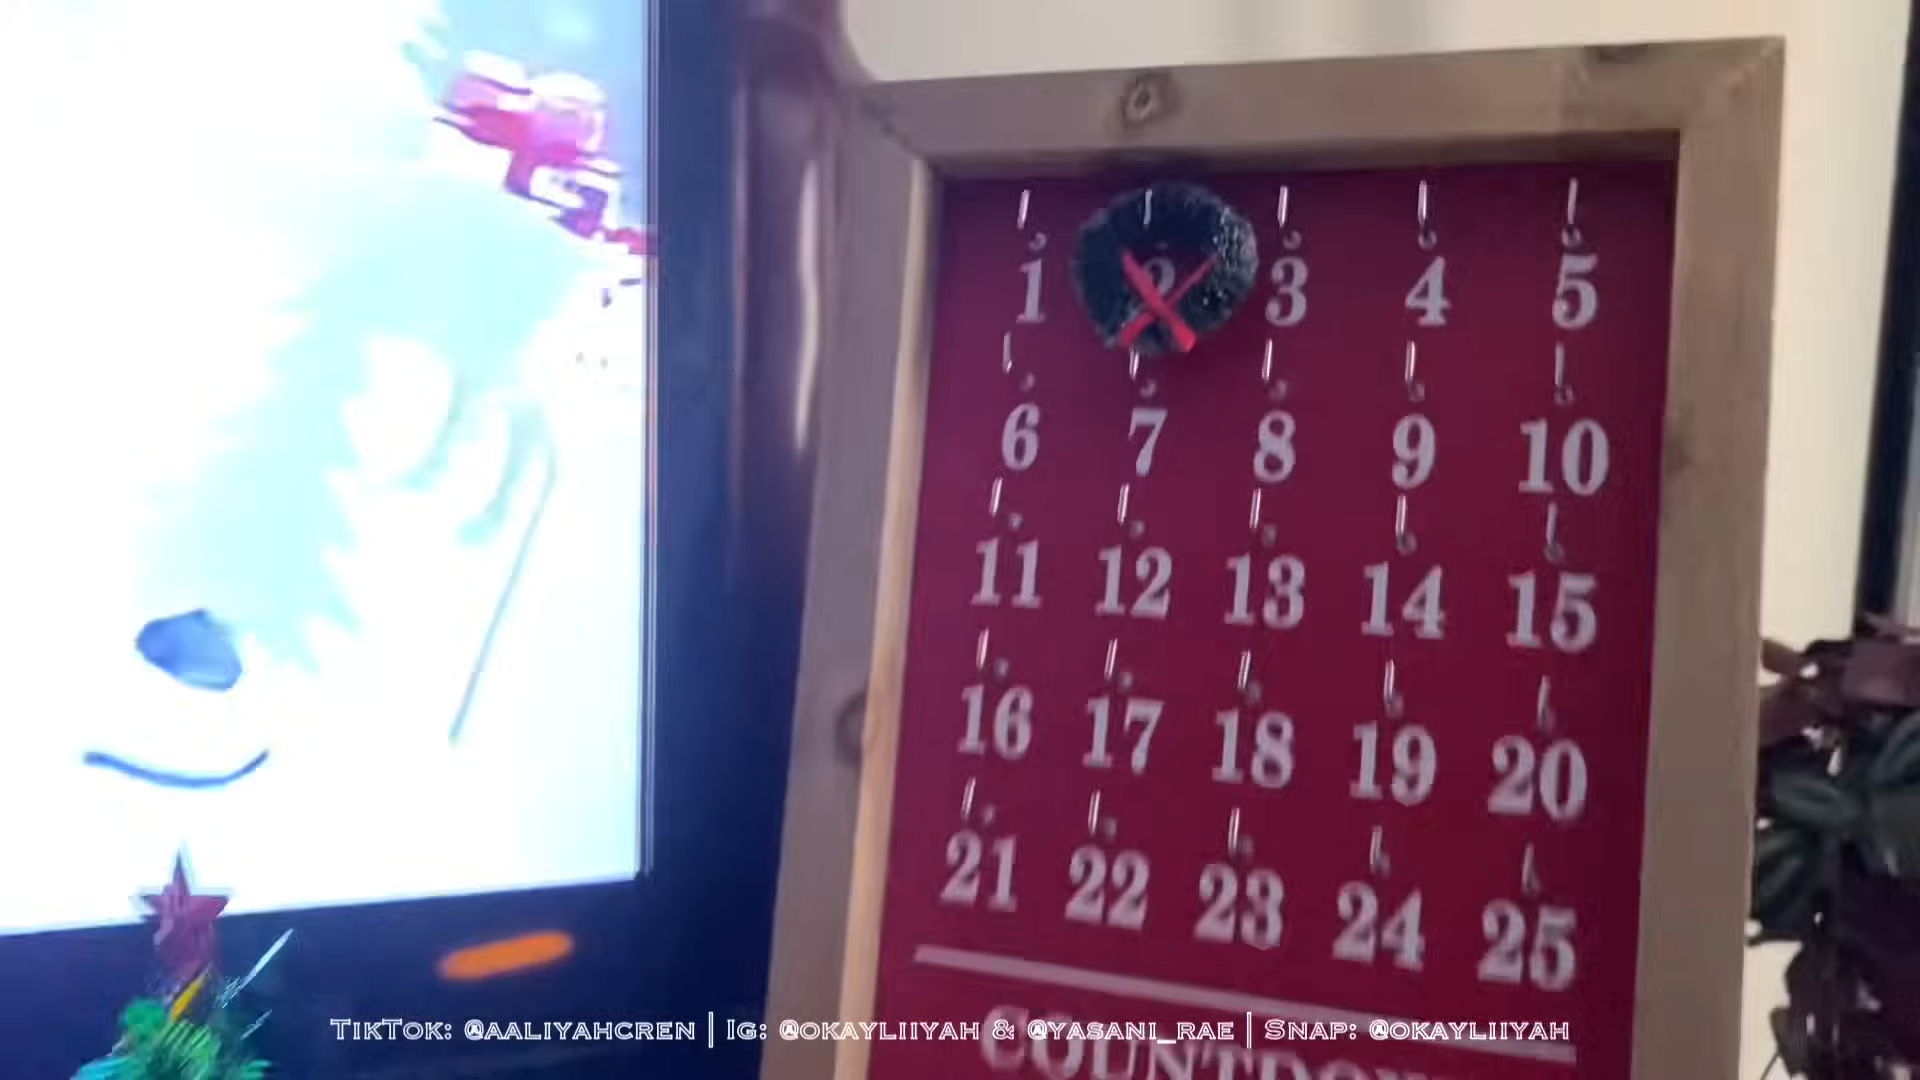 1 2 3 4 5
6 7 8 9 10
11 12 13 14 15
16 17 18 19 20
21 22 23 24 25
TikTok: @aaliyahcren | Ig: @okayliiyah & @yasani_rae | Snap: @okayliiyah